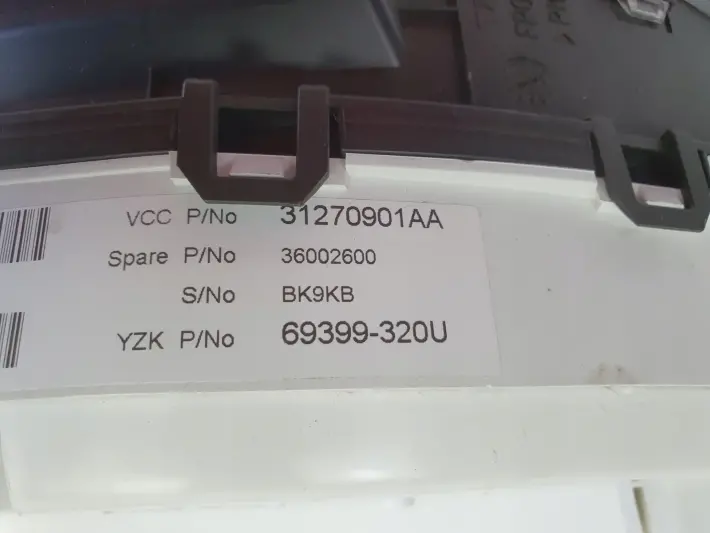 VCC P/No 31270901AA
Spare P/No 36002600
S/No BK9KB
YZK P/No 69399-320U